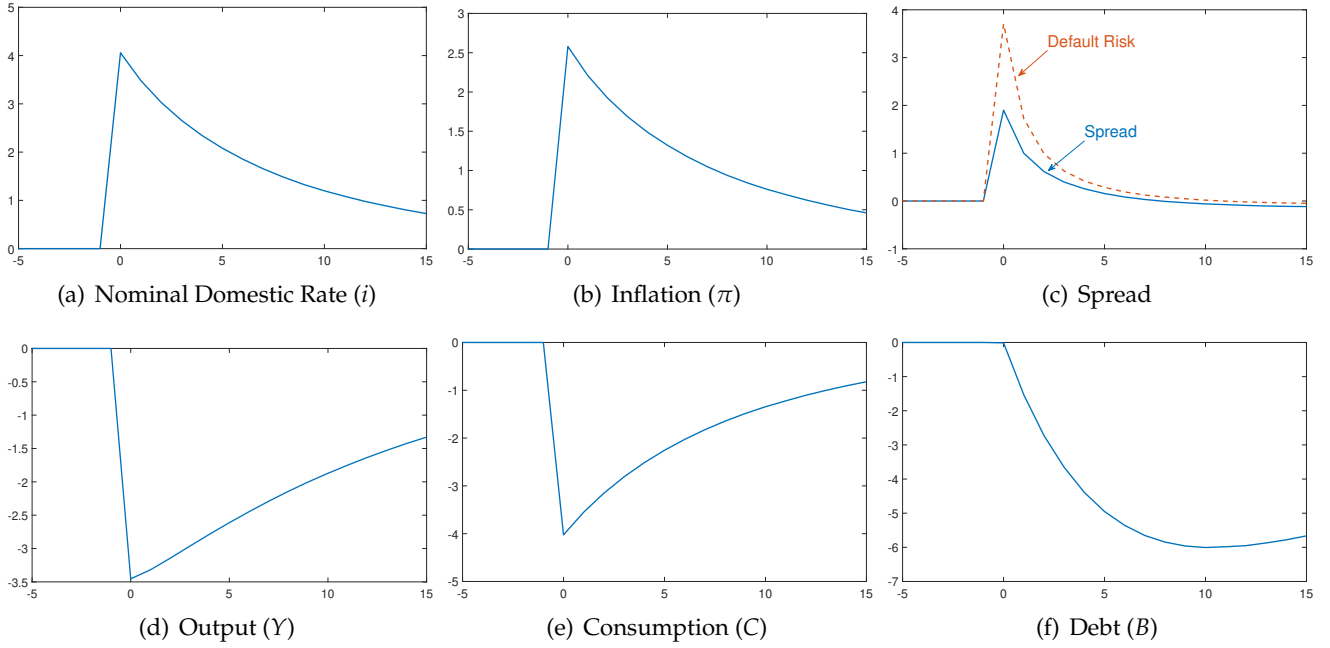 5
4
3
2
1
0
-5 0 5 10 15
(a) Nominal Domestic Rate (i)
3
2.5
2
1.5
1
0.5
0
-5 0 5 10 15
(b) Inflation (π)
4
3
2
1
0
-1
-5 0 5 10 15
Default Risk
Spread
(c) Spread
0
-0.5
-1
-1.5
-2
-2.5
-3
-3.5
-5 0 5 10 15
(d) Output (Y)
0
-1
-2
-3
-4
-5
-5 0 5 10 15
(e) Consumption (C)
0
-1
-2
-3
-4
-5
-6
-7
-5 0 5 10 15
(f) Debt (B)